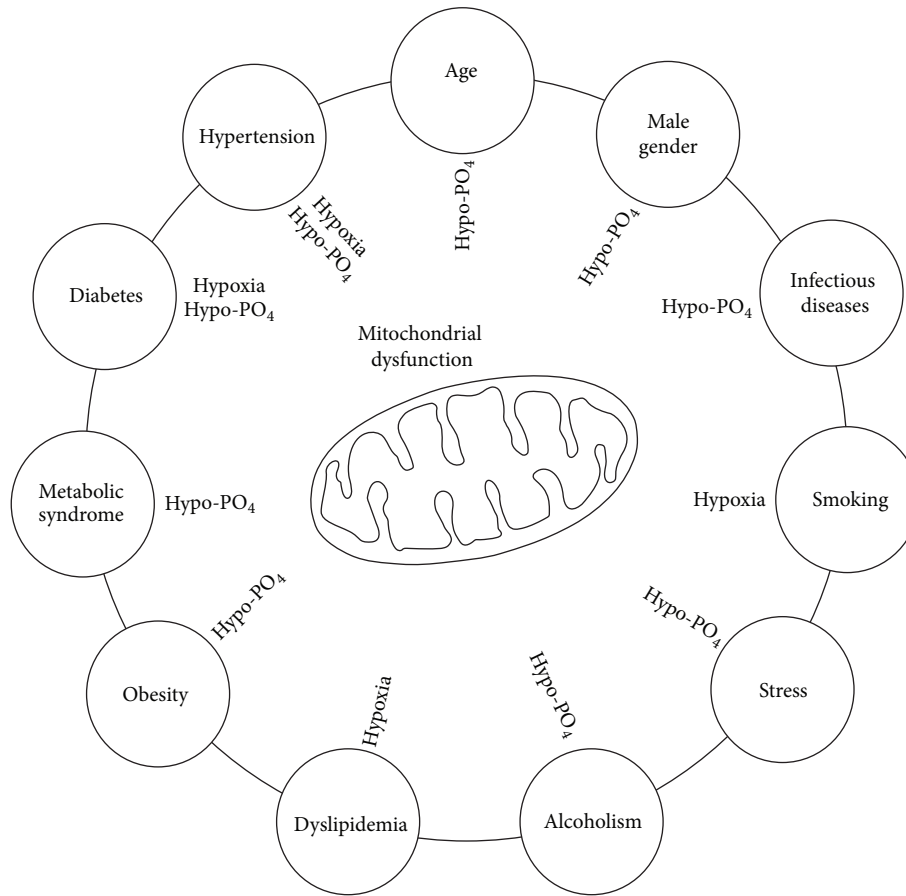 Age
Hypo-PO₄
Male
gender
Hypo-PO₄
Infectious
diseases
Hypo-PO₄
Smoking
Hypoxia
Stress
Hypo-PO₄
Alcoholism
Hypo-PO₄
Dyslipidemia
Hypoxia
Obesity
Hypo-PO₄
Metabolic
syndrome
Hypo-PO₄
Diabetes
Hypoxia
Hypo-PO₄
Hypertension
Hypoxia
Hypo-PO₄
Mitochondrial
dysfunction